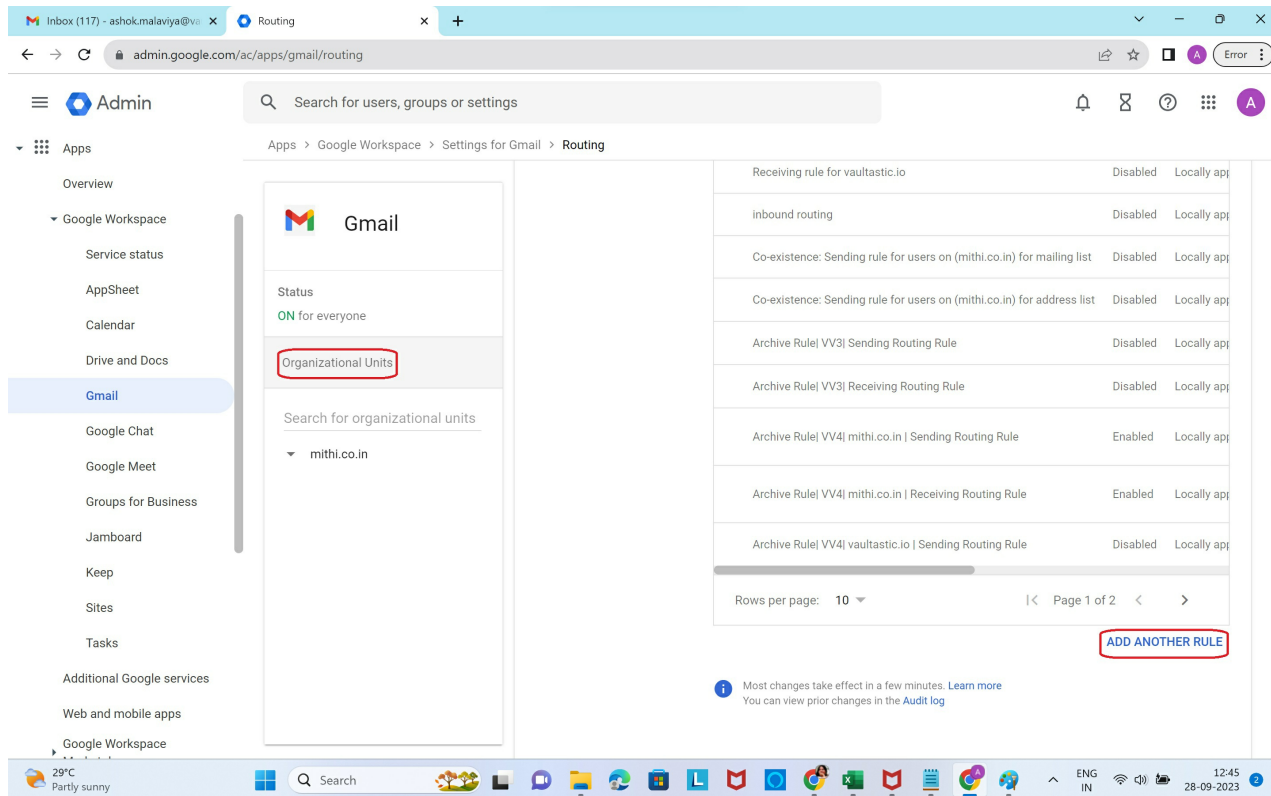 Inbox (117) - ashok.malaviya@va
Routing
admin.google.com/ac/apps/gmail/routing
A
Error
Admin
Search for users, groups or settings
A
Apps
Apps > Google Workspace > Settings for Gmail > Routing
Overview
Google Workspace
Service status
AppSheet
Calendar
Drive and Docs
Gmail
Google Chat
Google Meet
Groups for Business
Jamboard
Keep
Sites
Tasks
Additional Google services
Web and mobile apps
Google Workspace
Gmail
Status
ON for everyone
Organizational Units
Search for organizational units
mithi.co.in
Receiving rule for vaultastic.io Disabled Locally app
inbound routing Disabled Locally app
Co-existence: Sending rule for users on (mithi.co.in) for mailing list Disabled Locally app
Co-existence: Sending rule for users on (mithi.co.in) for address list Disabled Locally app
Archive Rule| VV3| Sending Routing Rule Disabled Locally app
Archive Rule| VV3| Receiving Routing Rule Disabled Locally app
Archive Rule| VV4| mithi.co.in | Sending Routing Rule Enabled Locally app
Archive Rule| VV4| mithi.co.in | Receiving Routing Rule Enabled Locally app
Archive Rule| VV4| vaultastic.io | Sending Routing Rule Disabled Locally app
Rows per page: 10 Page 1 of 2
ADD ANOTHER RULE
Most changes take effect in a few minutes. Learn more
You can view prior changes in the Audit log
29°C
Partly sunny
Search
L
ENG
IN
12:45
28-09-2023
2